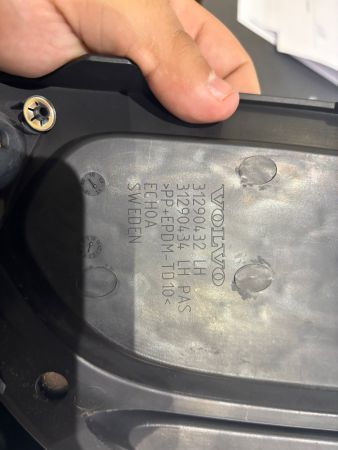 VOLVO
31290432 LH
31290434 LH PAS
>PP+EPDM-TD10<
ECHOA
SWEDEN